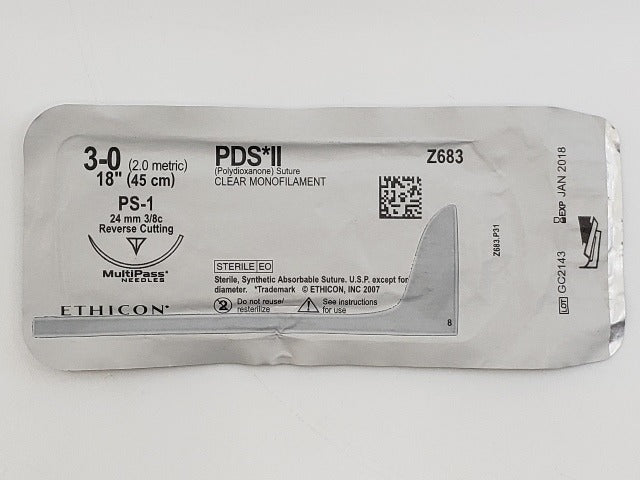 3-0 (2.0 metric)
18" (45 cm)
PS-1
24 mm 3/8c
Reverse Cutting
MultiPass*
NEEDLES
ETHICON*
PDS*II
(Polydioxanone) Suture
CLEAR MONOFILAMENT
Z683
STERILE EO
Sterile, Synthetic Absorbable Suture. U.S.P. except for
diameter. *Trademark © ETHICON, INC 2007
2 Do not reuse/
resterilize
See instructions
for use
8
Z683.P31
EXP JAN 2018
LOT GC2143